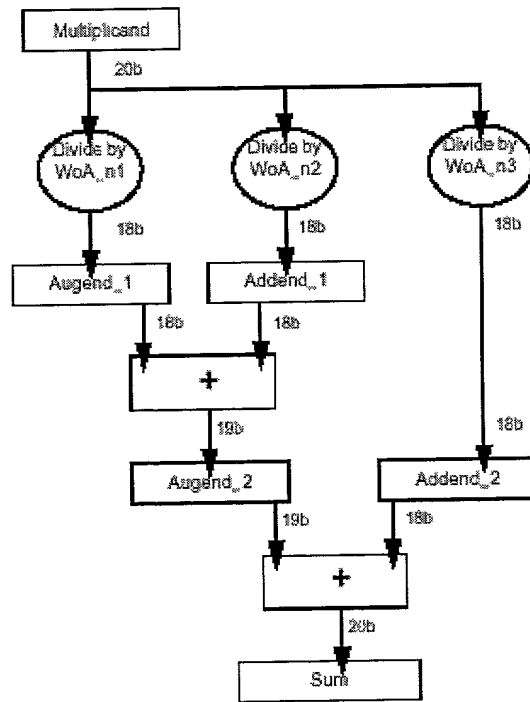 Multiplicand
20b
Divide by
WoA_n1
Divide by
WoA_n2
Divide by
WoA_n3
18b
18b
18b
Augend_1
Addend_1
18b
18b
+
19b
18b
Augend_2
Addend_2
19b
18b
+
20b
Sum